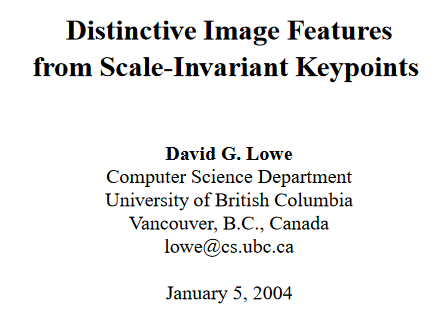 Distinctive Image Features
from Scale-Invariant Keypoints
David G. Lowe
Computer Science Department
University of British Columbia
Vancouver, B.C., Canada
lowe@cs.ubc.ca
January 5, 2004